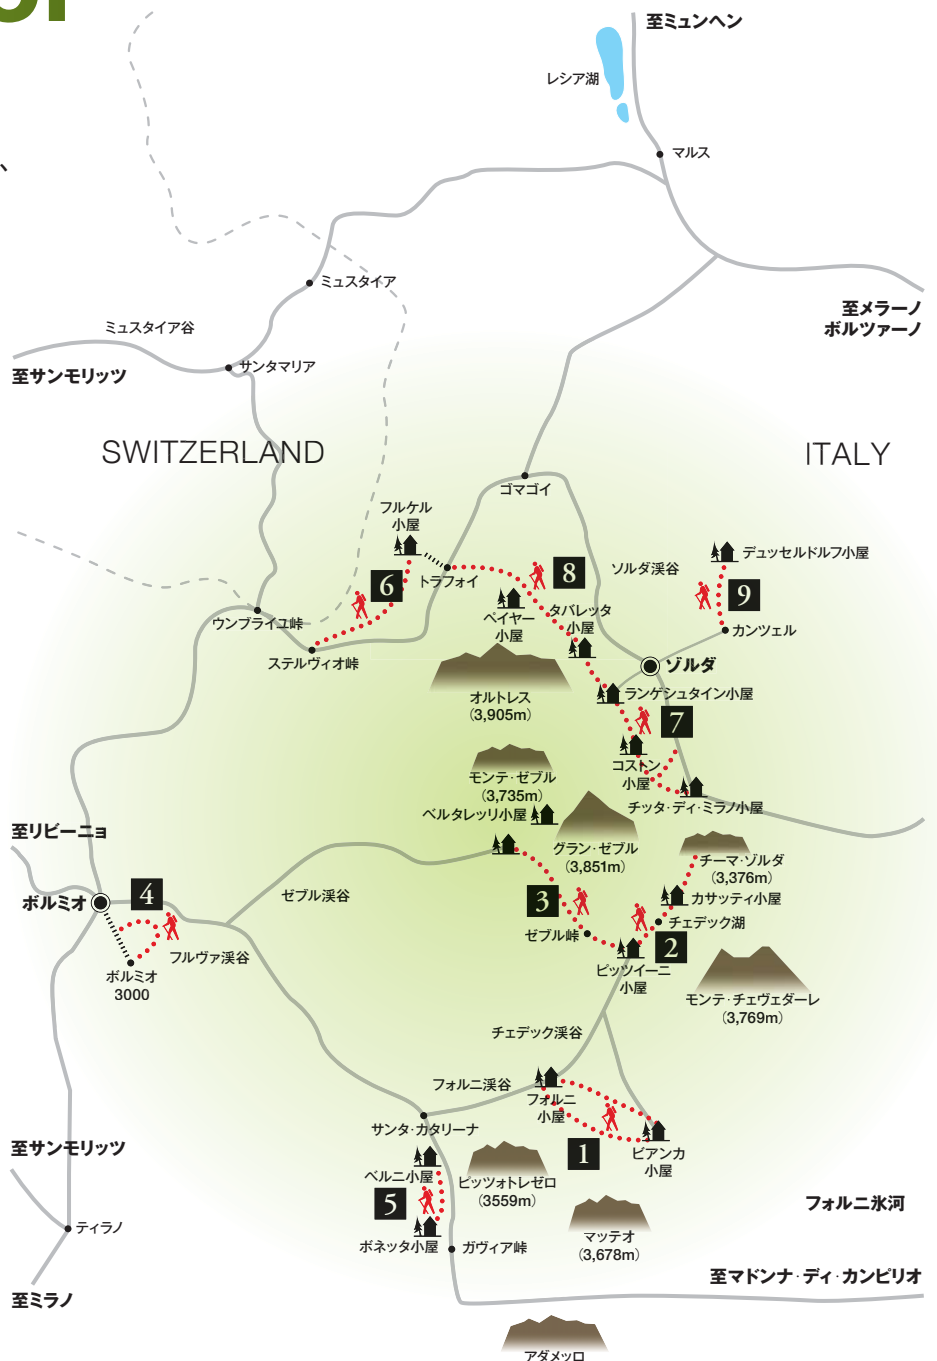 至ミュンヘン
レシア湖
マルス
、
ミュスタイア
至メラーノ
ボルツァーノ
ミュスタイア谷
サンタマリア
至サンモリッツ
SWITZERLAND
ITALY
ゴマゴイ
フルケル
小屋
デュッセルドルフ小屋
トラフォイ
8
ソルダ渓谷
6
9
ペイヤー
小屋
タバレッタ
小屋
ウンブライユ峠
カンツェル
ステルヴィオ峠
ゾルダ
オルトレス
(3,905m)
ランゲシュタイン小屋
7
コストン
小屋
モンテ・ゼブル
(3,735m)
チッタ・ディ・ミラノ小屋
ベルタレッリ小屋
至リビーニョ
グラン・ゼブル
(3,851m)
チーマ・ゾルダ
(3,376m)
ボルミオ
4
ゼブル渓谷
3
カサッティ小屋
チェデック湖
ゼブル峠
2
フルヴァ渓谷
ボルミオ
3000
ピッツイーニ
小屋
モンテ・チェヴェダーレ
(3,769m)
チェデック渓谷
フォルニ渓谷
フォルニ
小屋
サンタ・カタリーナ
至サンモリッツ
1
ビアンカ
小屋
ベルニ小屋
ピッツォトレゼロ
(3559m)
5
フォルニ氷河
ティラノ
ボネッタ小屋
ガヴィア峠
マッテオ
(3,678m)
至マドンナ・ディ・カンピリオ
至ミラノ
アダメッロ